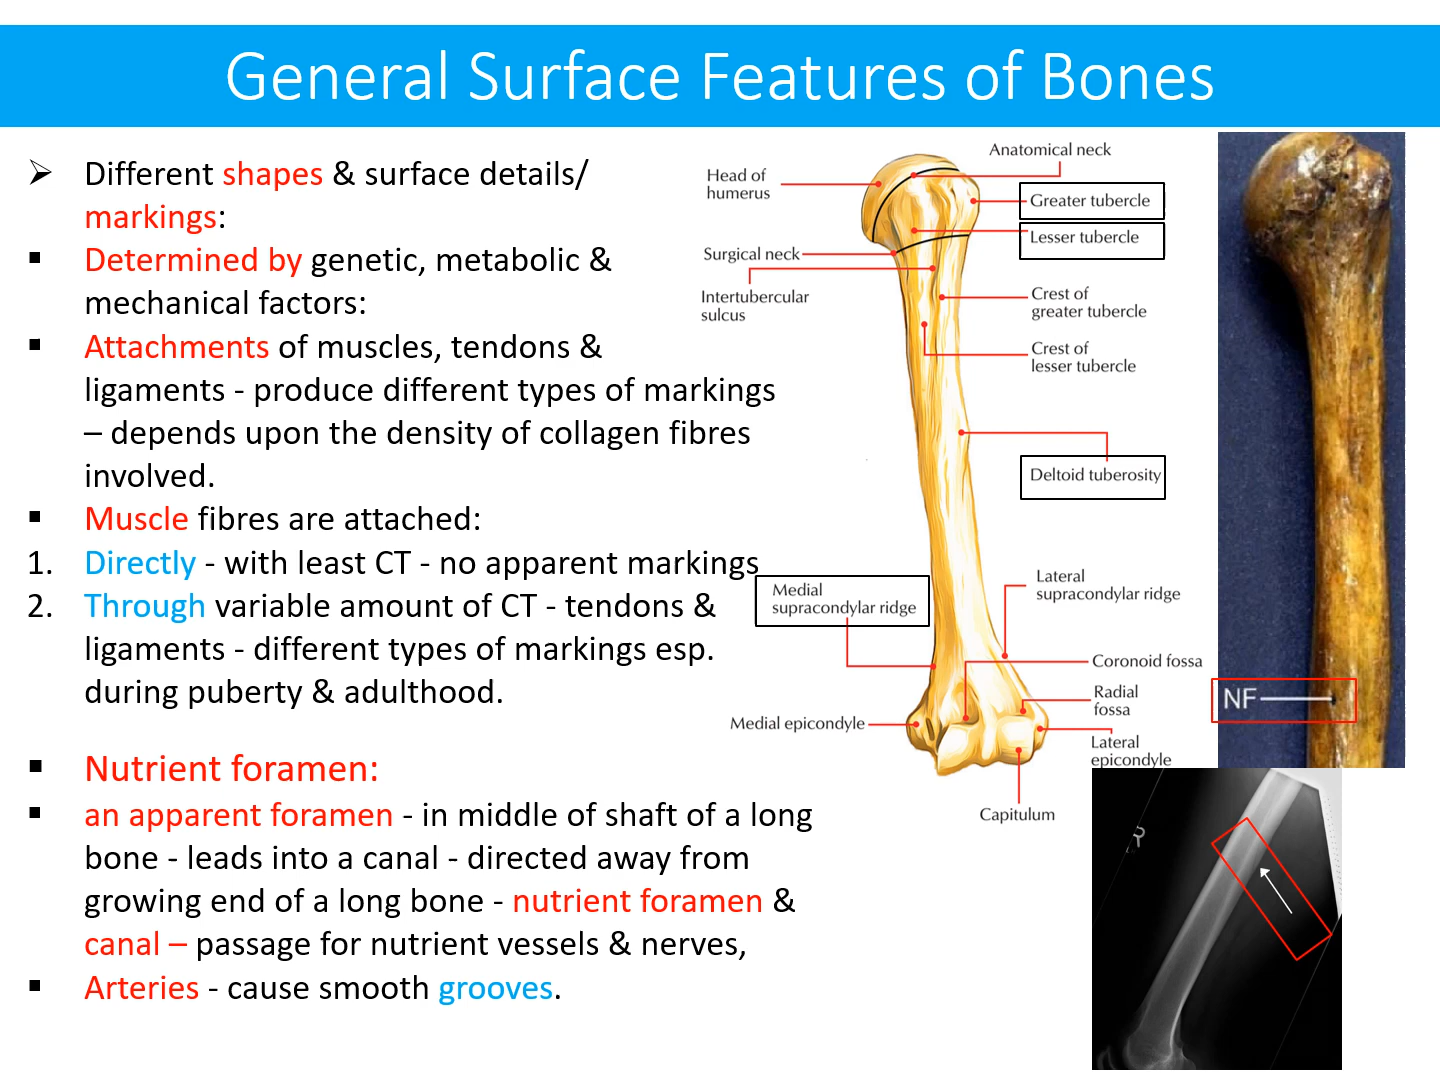 General Surface Features of Bones
➢ Different shapes & surface details/
markings:
▪ Determined by genetic, metabolic &
mechanical factors:
▪ Attachments of muscles, tendons &
ligaments - produce different types of markings
– depends upon the density of collagen fibres
involved.
▪ Muscle fibres are attached:
1. Directly - with least CT - no apparent markings
2. Through variable amount of CT - tendons &
ligaments - different types of markings esp.
during puberty & adulthood.
▪ Nutrient foramen:
▪ an apparent foramen - in middle of shaft of a long
bone - leads into a canal - directed away from
growing end of a long bone - nutrient foramen &
canal – passage for nutrient vessels & nerves,
▪ Arteries - cause smooth grooves.
Anatomical neck
Head of
humerus
Greater tubercle
Lesser tubercle
Surgical neck
Intertubercular
sulcus
Crest of
greater tubercle
Crest of
lesser tubercle
Deltoid tuberosity
Medial
supracondylar ridge
Lateral
supracondylar ridge
Coronoid fossa
Radial
fossa
Medial epicondyle
Lateral
epicondyle
Capitulum
NF
R